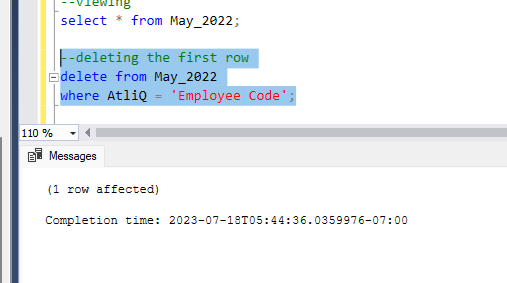 --viewing
select * from May_2022;
--deleting the first row
delete from May_2022
where AtliQ = 'Employee Code';
110 %
Messages
(1 row affected)
Completion time: 2023-07-18T05:44:36.0359976-07:00